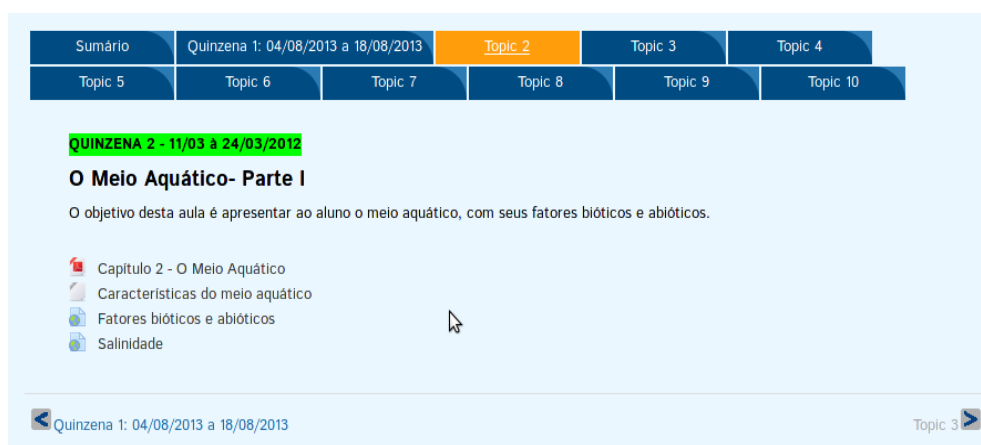 Sumário Quinzena 1: 04/08/2013 a 18/08/2013 Topic 2 Topic 3 Topic 4
Topic 5 Topic 6 Topic 7 Topic 8 Topic 9 Topic 10
QUINZENA 2 - 11/03 à 24/03/2012
O Meio Aquático- Parte I
O objetivo desta aula é apresentar ao aluno o meio aquático, com seus fatores bióticos e abióticos.
Capítulo 2 - O Meio Aquático
Características do meio aquático
Fatores bióticos e abióticos
Salinidade
Quinzena 1: 04/08/2013 a 18/08/2013 Topic 3